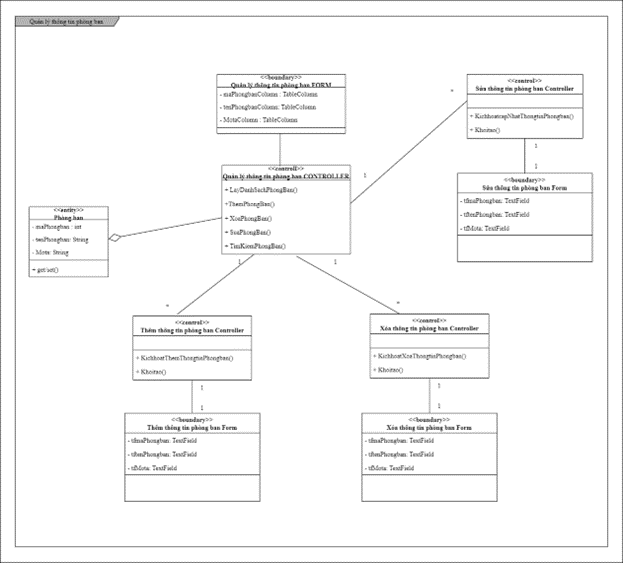 Quản lý thông tin phòng ban
<<boundary>>
Quản lý thông tin phòng ban FORM
- maPhongbanColumn : TableColumn
- tenPhongbanColumn: TableColumn
- MotaColumn : TableColumn
<<control>>
Quản lý thông tin phòng ban CONTROLLER
+ LayDanhSachPhongBan()
+ThemPhongBan()
+ XoaPhongBan()
+ SuaPhongBan()
+ TimKiemPhongBan()
<<control>>
Sửa thông tin phòng ban Controller
+ KichhoatcapNhatThongtinPhongban()
+ Khoitao()
<<boundary>>
Sửa thông tin phòng ban Form
- tfmaPhongban: TextField
- tftenPhongban: TextField
- tfMota: TextField
<<entity>>
Phòng ban
- maPhongban : int
- tenPhongban: String
- Mota: String
+ get/set()
*
1
1
1
1
1
*
*
<<control>>
Thêm thông tin phòng ban Controller
+ KichhoatThemThongtinPhongban()
+ Khoitao()
1
1
<<boundary>>
Thêm thông tin phòng ban Form
- tfmaPhongban: TextField
- tftenPhongban: TextField
- tfMota: TextField
<<control>>
Xóa thông tin phòng ban Controller
+ KichhoatXoaThongtinPhongban()
+ Khoitao()
1
1
<<boundary>>
Xóa thông tin phòng ban Form
- tfmaPhongban: TextField
- tftenPhongban: TextField
- tfMota: TextField